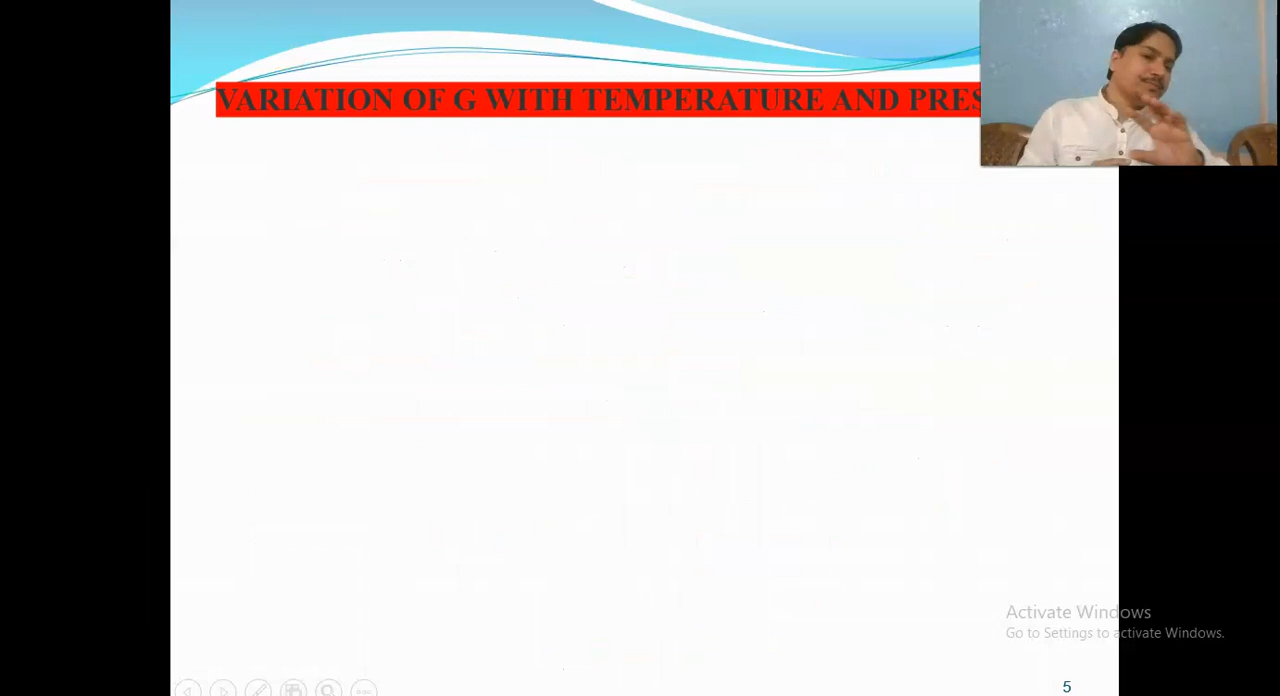 VARIATION OF G WITH TEMPERATURE AND PRES
Activate Windows
Go to Settings to activate Windows.
5